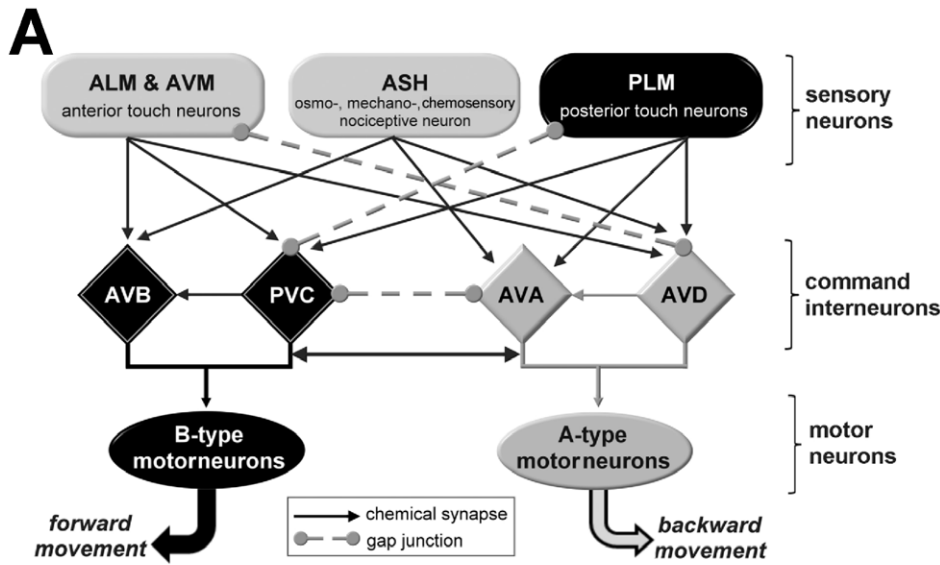 A
ALM & AVM
anterior touch neurons
ASH
osmo-, mechano-, chemosensory
nociceptive neuron
PLM
posterior touch neurons
sensory
neurons
AVB
PVC
AVA
AVD
command
interneurons
B-type
motorneurons
A-type
motorneurons
motor
neurons
forward
movement
chemical synapse
gap junction
backward
movement